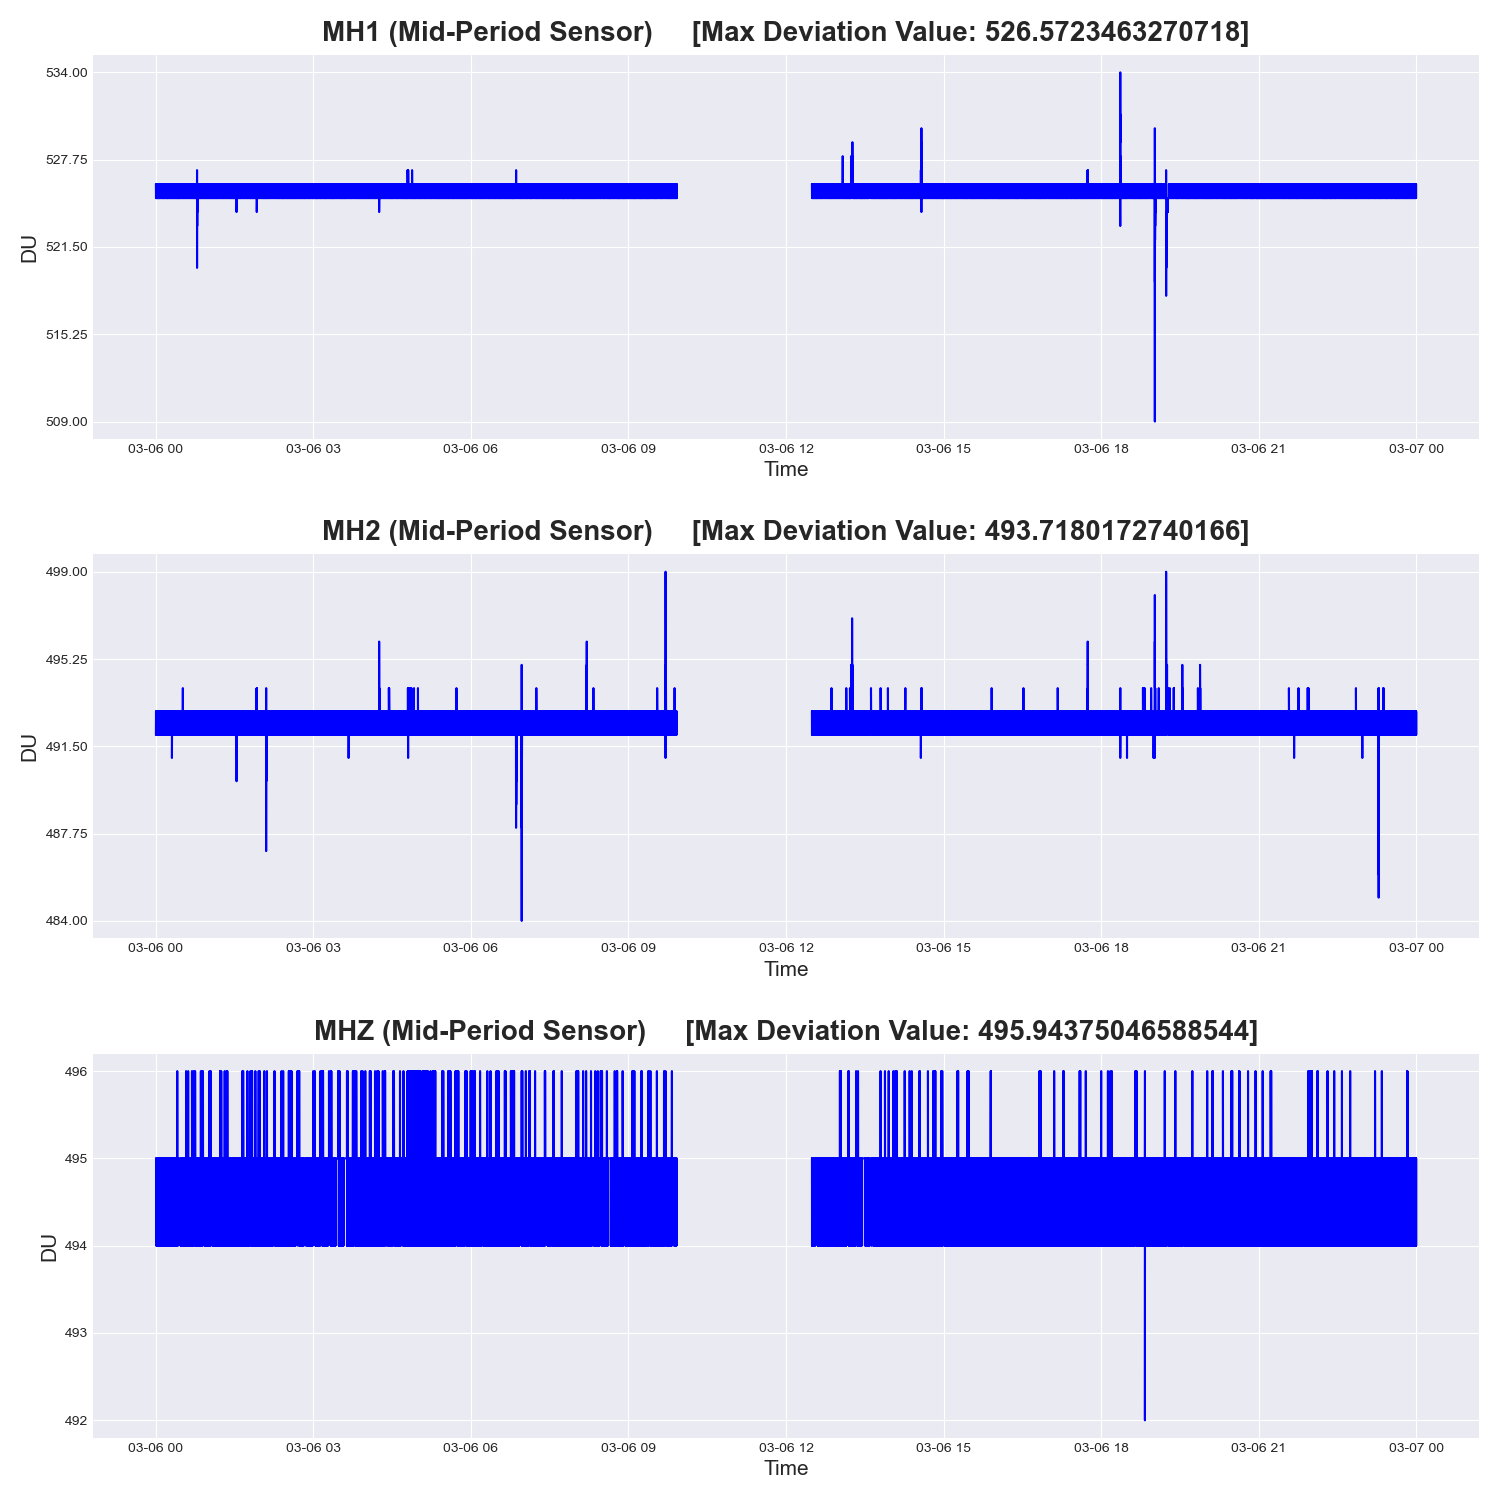 MH1 (Mid-Period Sensor) [Max Deviation Value: 526.5723463270718]
534.00
527.75
521.50
515.25
509.00
DU
03-06 00 03-06 03 03-06 06 03-06 09 03-06 12 03-06 15 03-06 18 03-06 21 03-07 00
Time
MH2 (Mid-Period Sensor) [Max Deviation Value: 493.7180172740166]
499.00
495.25
491.50
487.75
484.00
DU
03-06 00 03-06 03 03-06 06 03-06 09 03-06 12 03-06 15 03-06 18 03-06 21 03-07 00
Time
MHZ (Mid-Period Sensor) [Max Deviation Value: 495.94375046588544]
496
495
494
493
492
DU
03-06 00 03-06 03 03-06 06 03-06 09 03-06 12 03-06 15 03-06 18 03-06 21 03-07 00
Time